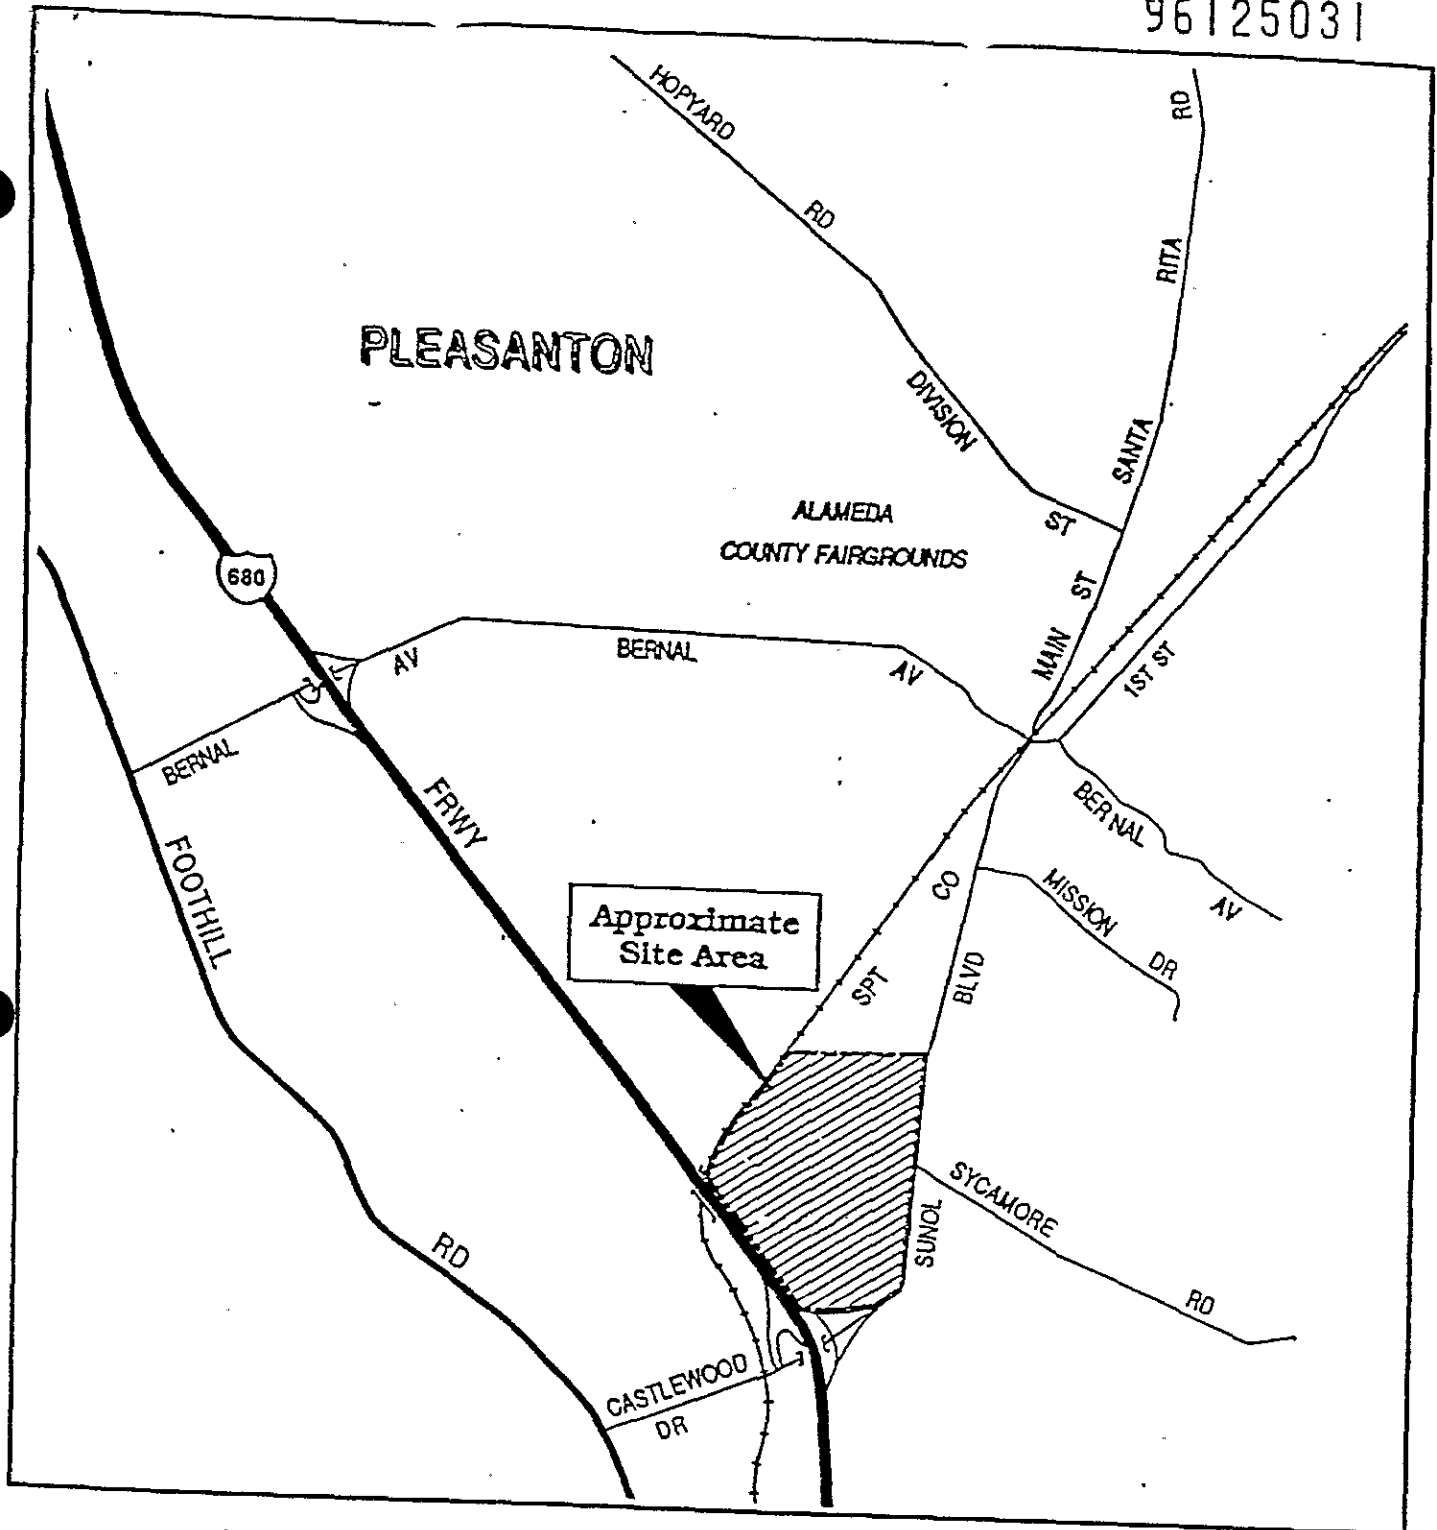 96125031
HOPYARD
RD
RD
RITA
SANTA
PLEASANTON
DIVISION
ST
ALAMEDA
COUNTY FAIRGROUNDS
680
ST
MAIN
1ST ST
AV
BERNAL
AV
BERNAL
FRWY
BERNAL
AV
FOOTHILL
Approximate
Site Area
CO
SPT
MISSION
DR
BLVD
SYCAMORE
RD
SUNOL
RD
CASTLEWOOD
DR